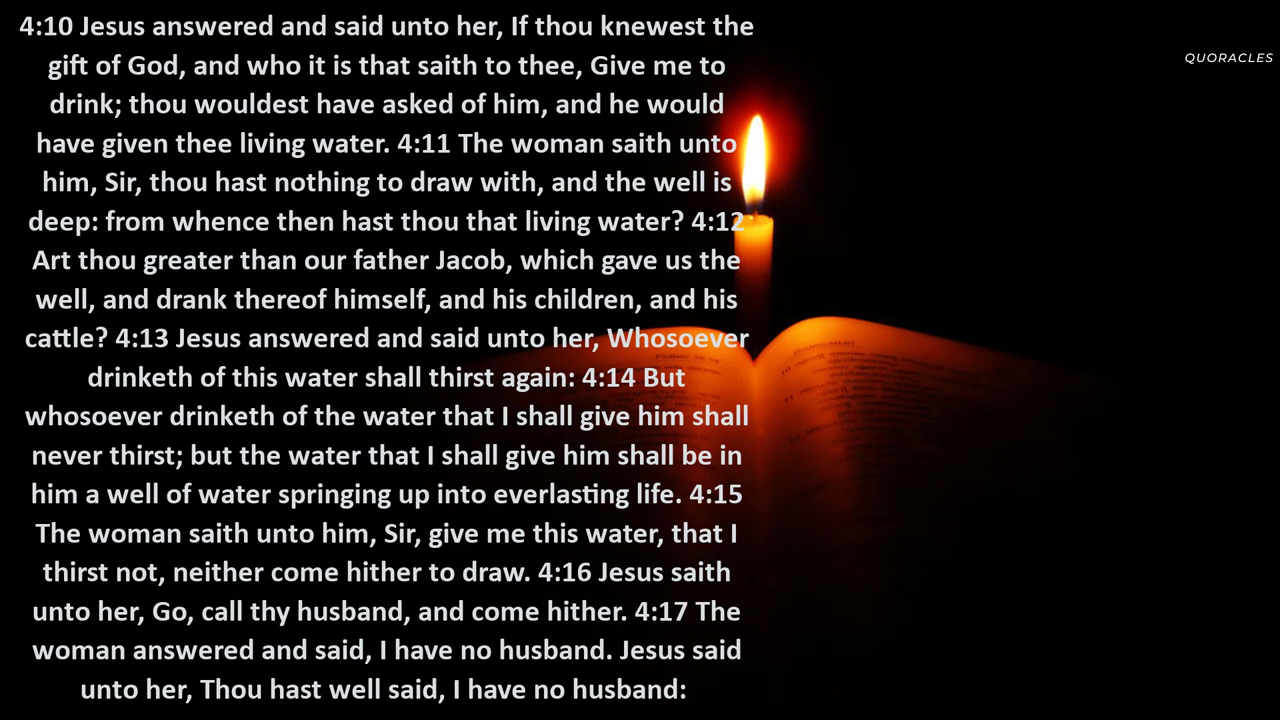 4:10 Jesus answered and said unto her, If thou knewest the
gift of God, and who it is that saith to thee, Give me to
drink; thou wouldest have asked of him, and he would
have given thee living water. 4:11 The woman saith unto
him, Sir, thou hast nothing to draw with, and the well is
deep: from whence then hast thou that living water? 4:12
Art thou greater than our father Jacob, which gave us the
well, and drank thereof himself, and his children, and his
cattle? 4:13 Jesus answered and said unto her, Whosoever
drinketh of this water shall thirst again: 4:14 But
whosoever drinketh of the water that I shall give him shall
never thirst; but the water that I shall give him shall be in
him a well of water springing up into everlasting life. 4:15
The woman saith unto him, Sir, give me this water, that I
thirst not, neither come hither to draw. 4:16 Jesus saith
unto her, Go, call thy husband, and come hither. 4:17 The
woman answered and said, I have no husband. Jesus said
unto her, Thou hast well said, I have no husband:
QUORACLES